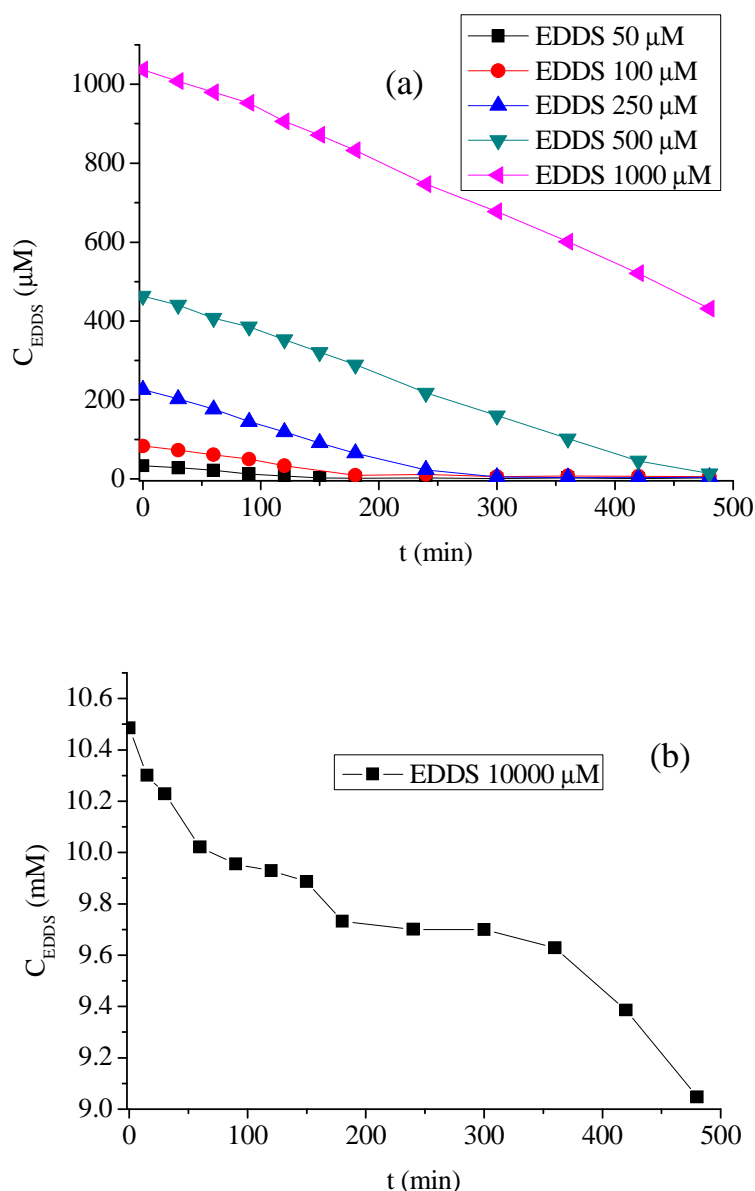 EDDS 50 μM
EDDS 100 μM
EDDS 250 μM
EDDS 500 μM
EDDS 1000 μM
(a)
1000
800
600
400
200
0
C_EDDS (μM)
0 100 200 300 400 500
t (min)
10.6
10.4
10.2
10.0
9.8
9.6
9.4
9.2
9.0
EDDS 10000 μM
(b)
C_EDDS (mM)
0 100 200 300 400 500
t (min)